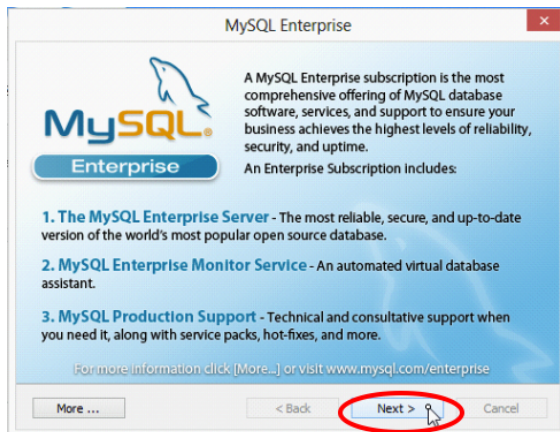 MySQL Enterprise
A MySQL Enterprise subscription is the most
comprehensive offering of MySQL database
software, services, and support to ensure your
business achieves the highest levels of reliability,
security, and uptime.
An Enterprise Subscription includes:
MySQL®
Enterprise
1. The MySQL Enterprise Server - The most reliable, secure, and up-to-date
version of the world's most popular open source database.
2. MySQL Enterprise Monitor Service - An automated virtual database
assistant.
3. MySQL Production Support - Technical and consultative support when
you need it, along with service packs, hot-fixes, and more.
For more information click [More...] or visit www.mysql.com/enterprise
More ...
< Back
Next >
Cancel